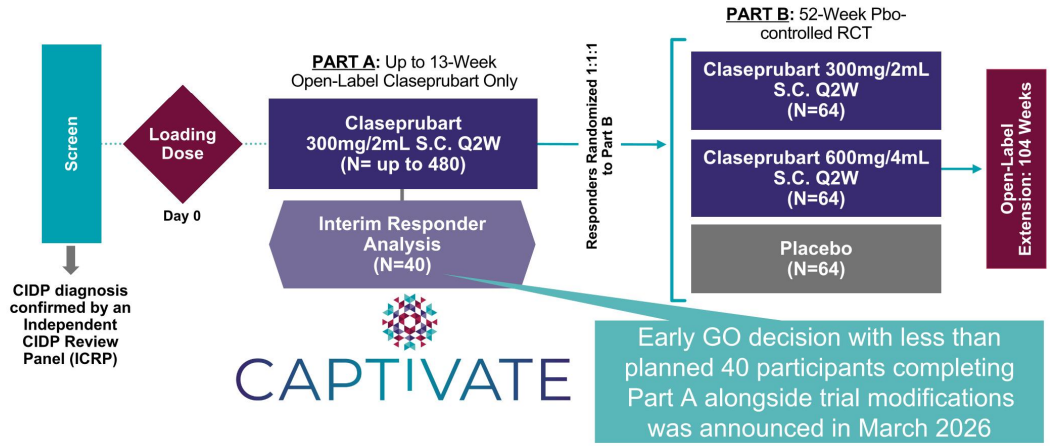 Screen
CIDP diagnosis
confirmed by an
Independent
CIDP Review
Panel (ICRP)
Loading
Dose
Day 0
PART A: Up to 13-Week
Open-Label Claseprubart Only
Claseprubart
300mg/2mL S.C. Q2W
(N= up to 480)
Interim Responder
Analysis
(N=40)
CAPTIVATE
Responders Randomized 1:1:1
to Part B
PART B: 52-Week Pbo-
controlled RCT
Claseprubart 300mg/2mL
S.C. Q2W
(N=64)
Claseprubart 600mg/4mL
S.C. Q2W
(N=64)
Placebo
(N=64)
Open-Label
Extension: 104 Weeks
Early GO decision with less than
planned 40 participants completing
Part A alongside trial modifications
was announced in March 2026